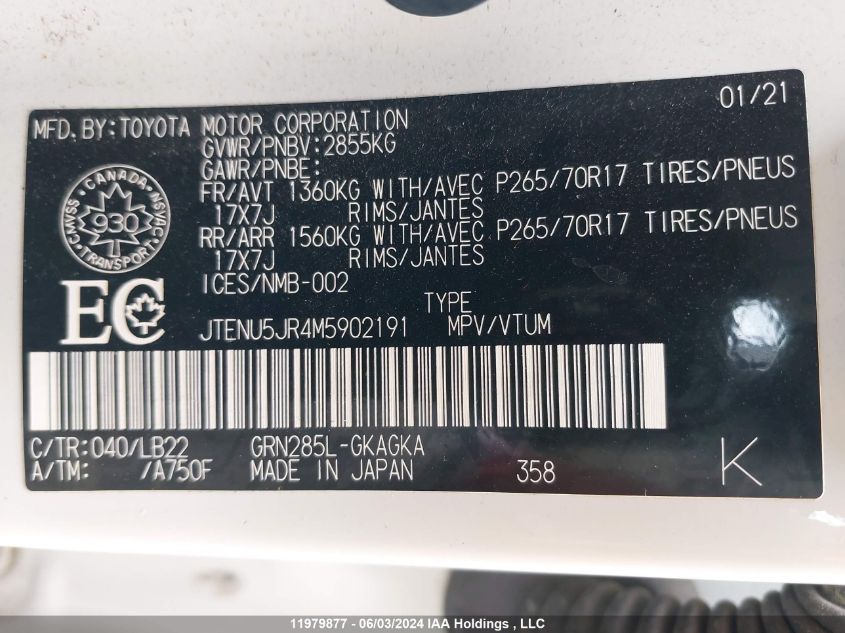 01/21
MFD. BY:TOYOTA MOTOR CORPORATION
GVWR/PNBV:2855KG
GAWR/PNBE:
FR/AVT 1360KG WITH/AVEC P265/70R17 TIRES/PNEUS
17X7J RIMS/JANTES
RR/ARR 1560KG WITH/AVEC P265/70R17 TIRES/PNEUS
17X7J RIMS/JANTES
ICES/NMB-002
CANADA
CMVSS
930
NSVAC
TRANSPORT
EC
TYPE
JTENU5JR4M5902191 MPV/VTUM
C/TR:040/LB22 GRN285L-GKAGKA
A/TM: /A750F MADE IN JAPAN 358
K
11979877 - 06/03/2024 IAA Holdings , LLC